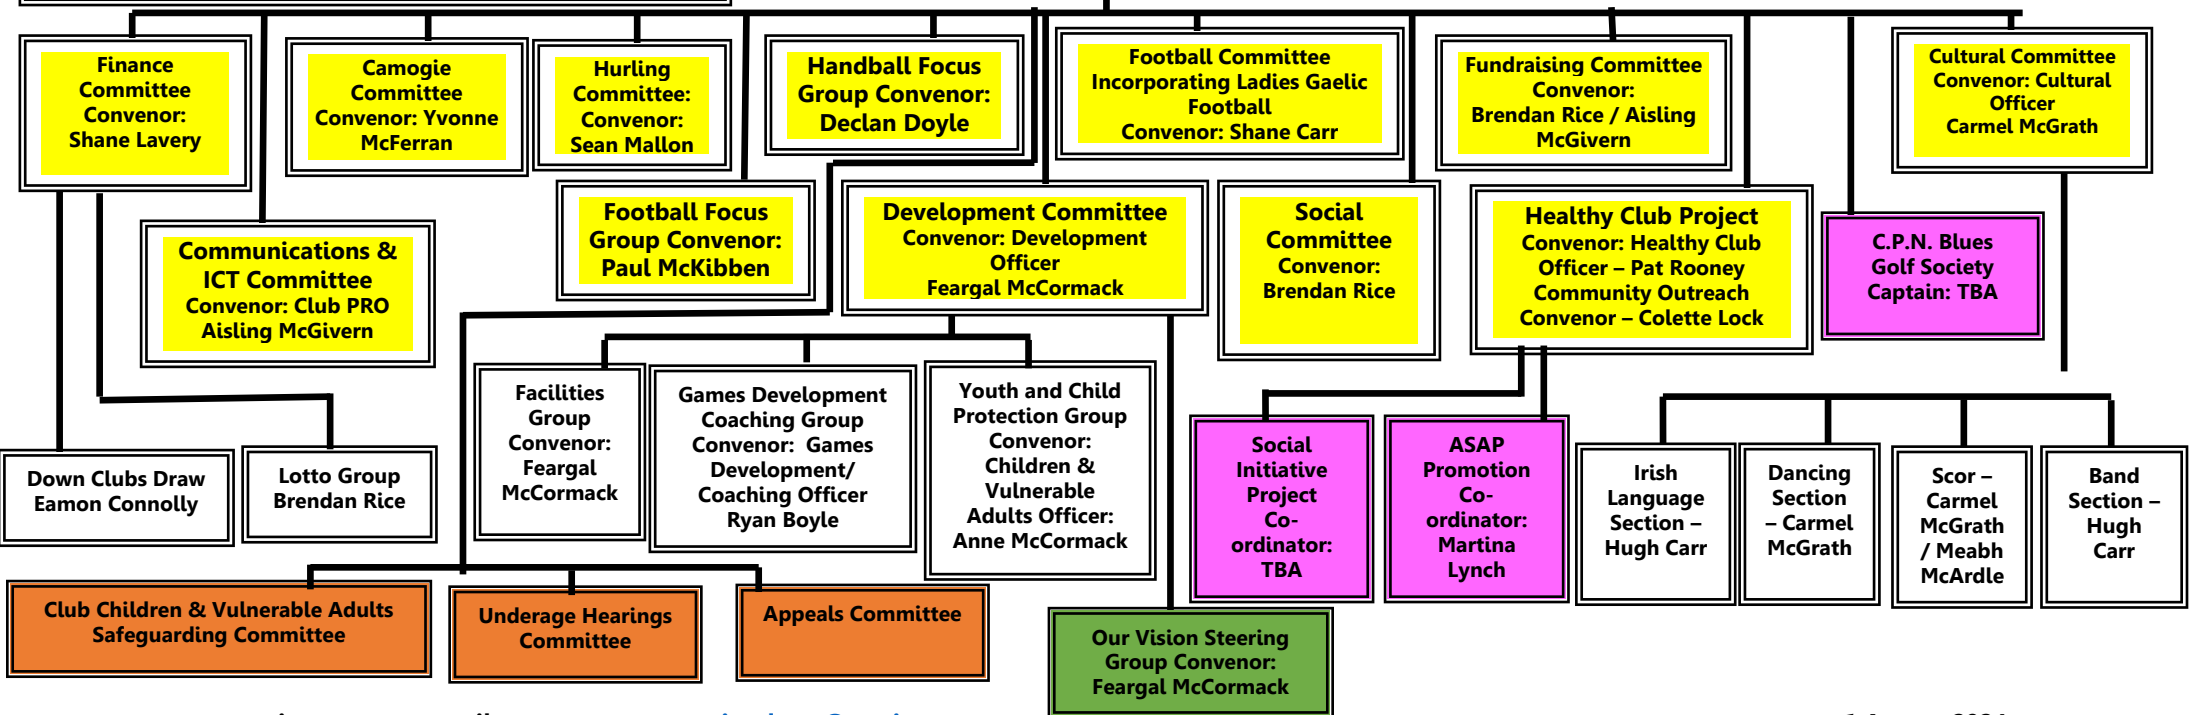 Finance
Committee
Convenor:
Shane Lavery
Camogie
Committee
Convenor: Yvonne
McFerran
Hurling
Committee:
Convenor:
Sean Mallon
Handball Focus
Group Convenor:
Declan Doyle
Football Committee
Incorporating Ladies Gaelic
Football
Convenor: Shane Carr
Fundraising Committee
Convenor:
Brendan Rice / Aisling
McGivern
Cultural Committee
Convenor: Cultural
Officer
Carmel McGrath
Communications &
ICT Committee
Convenor: Club PRO
Aisling McGivern
Football Focus
Group Convenor:
Paul McKibben
Development Committee
Convenor: Development
Officer
Feargal McCormack
Social
Committee
Convenor:
Brendan Rice
Healthy Club Project
Convenor: Healthy Club
Officer – Pat Rooney
Community Outreach
Convenor – Colette Lock
C.P.N. Blues
Golf Society
Captain: TBA
Down Clubs Draw
Eamon Connolly
Lotto Group
Brendan Rice
Facilities
Group
Convenor:
Feargal
McCormack
Games Development
Coaching Group
Convenor: Games
Development/
Coaching Officer
Ryan Boyle
Youth and Child
Protection Group
Convenor:
Children &
Vulnerable
Adults Officer:
Anne McCormack
Social
Initiative
Project
Co-
ordinator:
TBA
ASAP
Promotion
Co-
ordinator:
Martina
Lynch
Irish
Language
Section –
Hugh Carr
Dancing
Section
– Carmel
McGrath
Scor –
Carmel
McGrath
/ Meabh
McArdle
Band
Section –
Hugh
Carr
Club Children & Vulnerable Adults
Safeguarding Committee
Underage Hearings
Committee
Appeals Committee
Our Vision Steering
Group Convenor:
Feargal McCormack